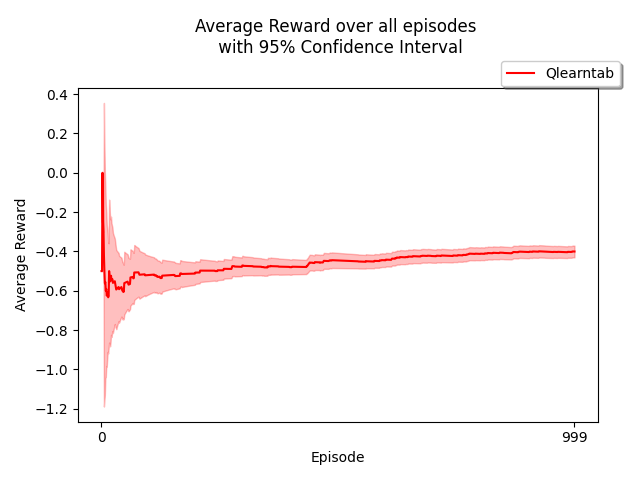 Average Reward over all episodes
with 95% Confidence Interval
Qlearntab
0.4
0.2
0.0
−0.2
−0.4
−0.6
−0.8
−1.0
−1.2
Average Reward
0
999
Episode